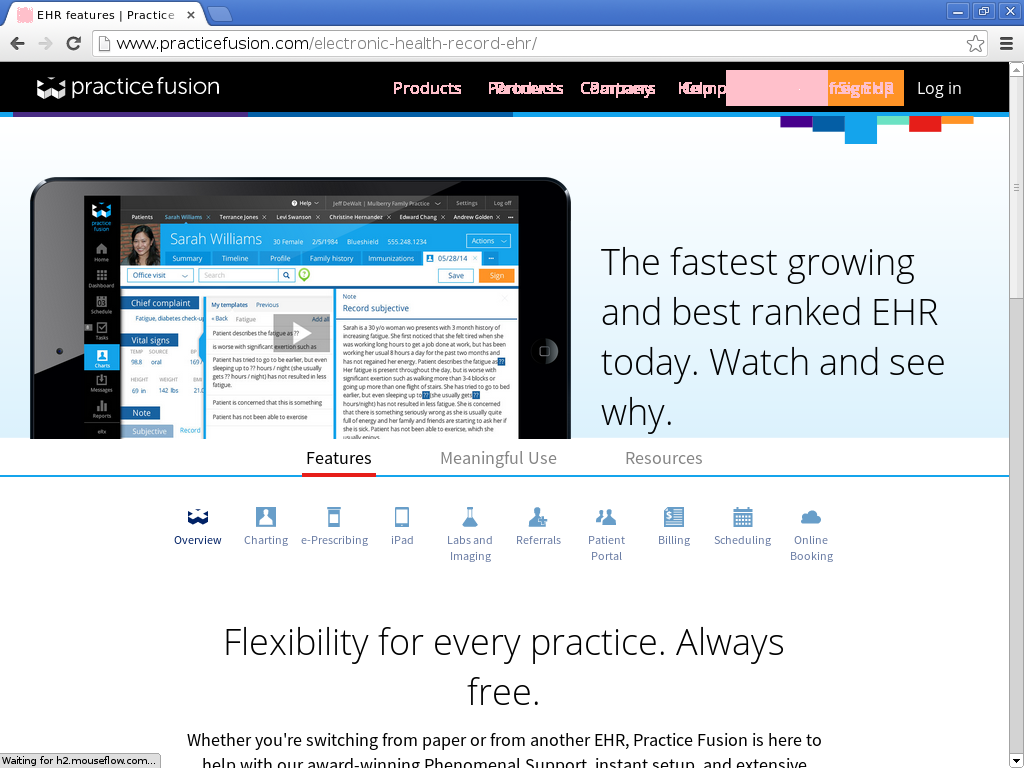 EHR features | Practice
www.practicefusion.com/electronic-health-record-ehr/
practice fusion
Products
Log in
Help
Jeff DeWalt | Mulberry Family Practice
Settings
Log off
practice fusion
Patients
Sarah Williams
Terrance Jones
Levi Swanson
Christine Hernandez
Edward Chang
Andrew Golden
Sarah Williams
30 Female
2/5/1984
Blueshield
555.248.1234
Actions
Home
Summary
Timeline
Profile
Family history
Immunizations
05/28/14
Dashboard
Office visit
Search
Save
Sign
Schedule
Chief complaint
Fatigue, diabetes check-up
Vital signs
TEMP SOURCE BP
98.8 oral
HEIGHT WEIGHT
69 in 142 lbs 21.0
Note
Subjective
Record
Tasks
Charts
Messages
Reports
My templates
Previous
Back
Fatigue
Add all
Patient describes the fatigue as ??
is worse with significant exertion such as
Patient has tried to go to be earlier, but even
if sleeping up to ?? hours / night (she usually
gets ?? hours / night) has not resulted in less
fatigue.
Patient is concerned that this is something
Patient has not been able to exercise
Note
Record subjective
Sarah is a 30 y/o woman wo presents with 3 month history of
increasing fatigue. She first noticed that she felt tired when she
was working long hours to get a job done at work, but has been
working her usual 8 hours a day for the past two months and
has not regained her energy. Patient describes the fatigue as ??
Her fatigue is present throughout the day, but is worse with
significant exertion such as walking more than 3-4 blocks or
going up more than one flight of stairs. She has tried to go to bed
earlier, but even sleeping up to ?? she usually gets ??
hours/night) has not resulted in less fatigue. She is concerned
that there is something seriously wrong as she is usually quite
full of energy and her family and friends are starting to ask her if
she is sick. Patient has not been able to exericse, which she
usually enjoys
The fastest growing
and best ranked EHR
today. Watch and see
why.
Features
Meaningful Use
Resources
Overview
Charting
e-Prescribing
iPad
Labs and
Imaging
Referrals
Patient
Portal
Billing
Scheduling
Online
Booking
Flexibility for every practice. Always
free.
Whether you're switching from paper or from another EHR, Practice Fusion is here to
help with our award-winning Phenomenal Support, instant setup, and extensive
Waiting for h2.mouseflow.com...